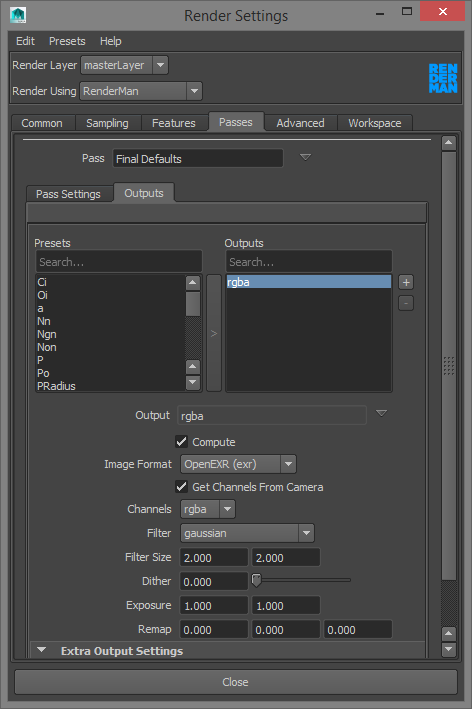 Render Settings
Edit Presets Help
Render Layer masterLayer
Render Using RenderMan
REN
DER
MAN
Common Sampling Features Passes Advanced Workspace
Pass Final Defaults
Pass Settings Outputs
Presets Outputs
Search... Search...
Ci rgba
Oi
a
Nn
Ngn
Non
P
Po
PRadius
+
-
>
Output rgba
Compute
Image Format OpenEXR (exr)
Get Channels From Camera
Channels rgba
Filter gaussian
Filter Size 2.000 2.000
Dither 0.000
Exposure 1.000 1.000
Remap 0.000 0.000 0.000
Extra Output Settings
Close